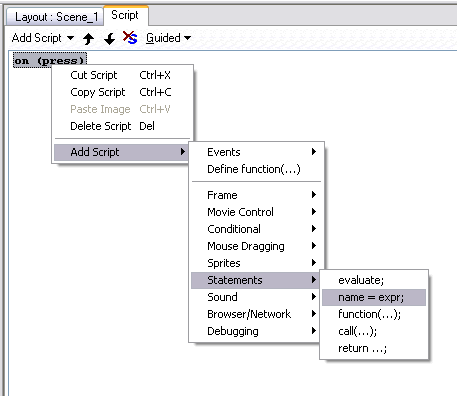 Layout : Scene_1 Script
Add Script Guided
on (press)
Cut Script Ctrl+X
Copy Script Ctrl+C
Paste Image Ctrl+V
Delete Script Del
Add Script
Events
Define function(...)
Frame
Movie Control
Conditional
Mouse Dragging
Sprites
Statements
Sound
Browser/Network
Debugging
evaluate;
name = expr;
function(...);
call(...);
return ...;